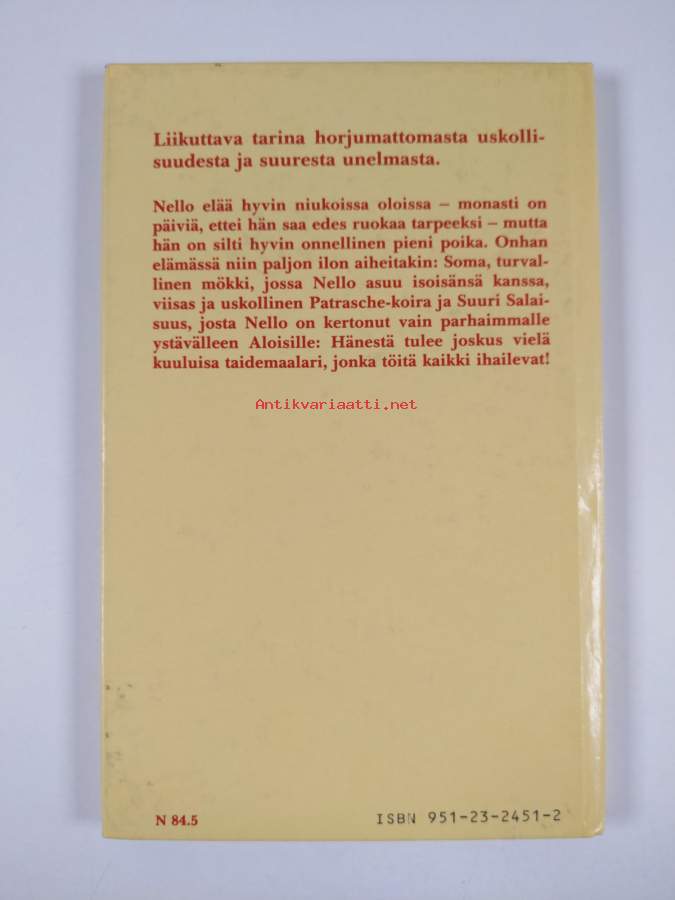 Liikuttava tarina horjumattomasta uskolli-
suudesta ja suuresta unelmasta.
Nello elää hyvin niukoissa oloissa – monasti on
päiviä, ettei hän saa edes ruokaa tarpeeksi – mutta
hän on silti hyvin onnellinen pieni poika. Onhan
elämässä niin paljon ilon aiheitakin: Soma, turval-
linen mökki, jossa Nello asuu isoisänsä kanssa,
viisas ja uskollinen Patrasche-koira ja Suuri Salai-
suus, josta Nello on kertonut vain parhaimmalle
ystävälleen Aloisille: Hänestä tulee joskus vielä
kuuluisa taidemaalari, jonka töitä kaikki ihailevat!
Antikvariaatti.net
N 84.5 ISBN 951-23-2451-2